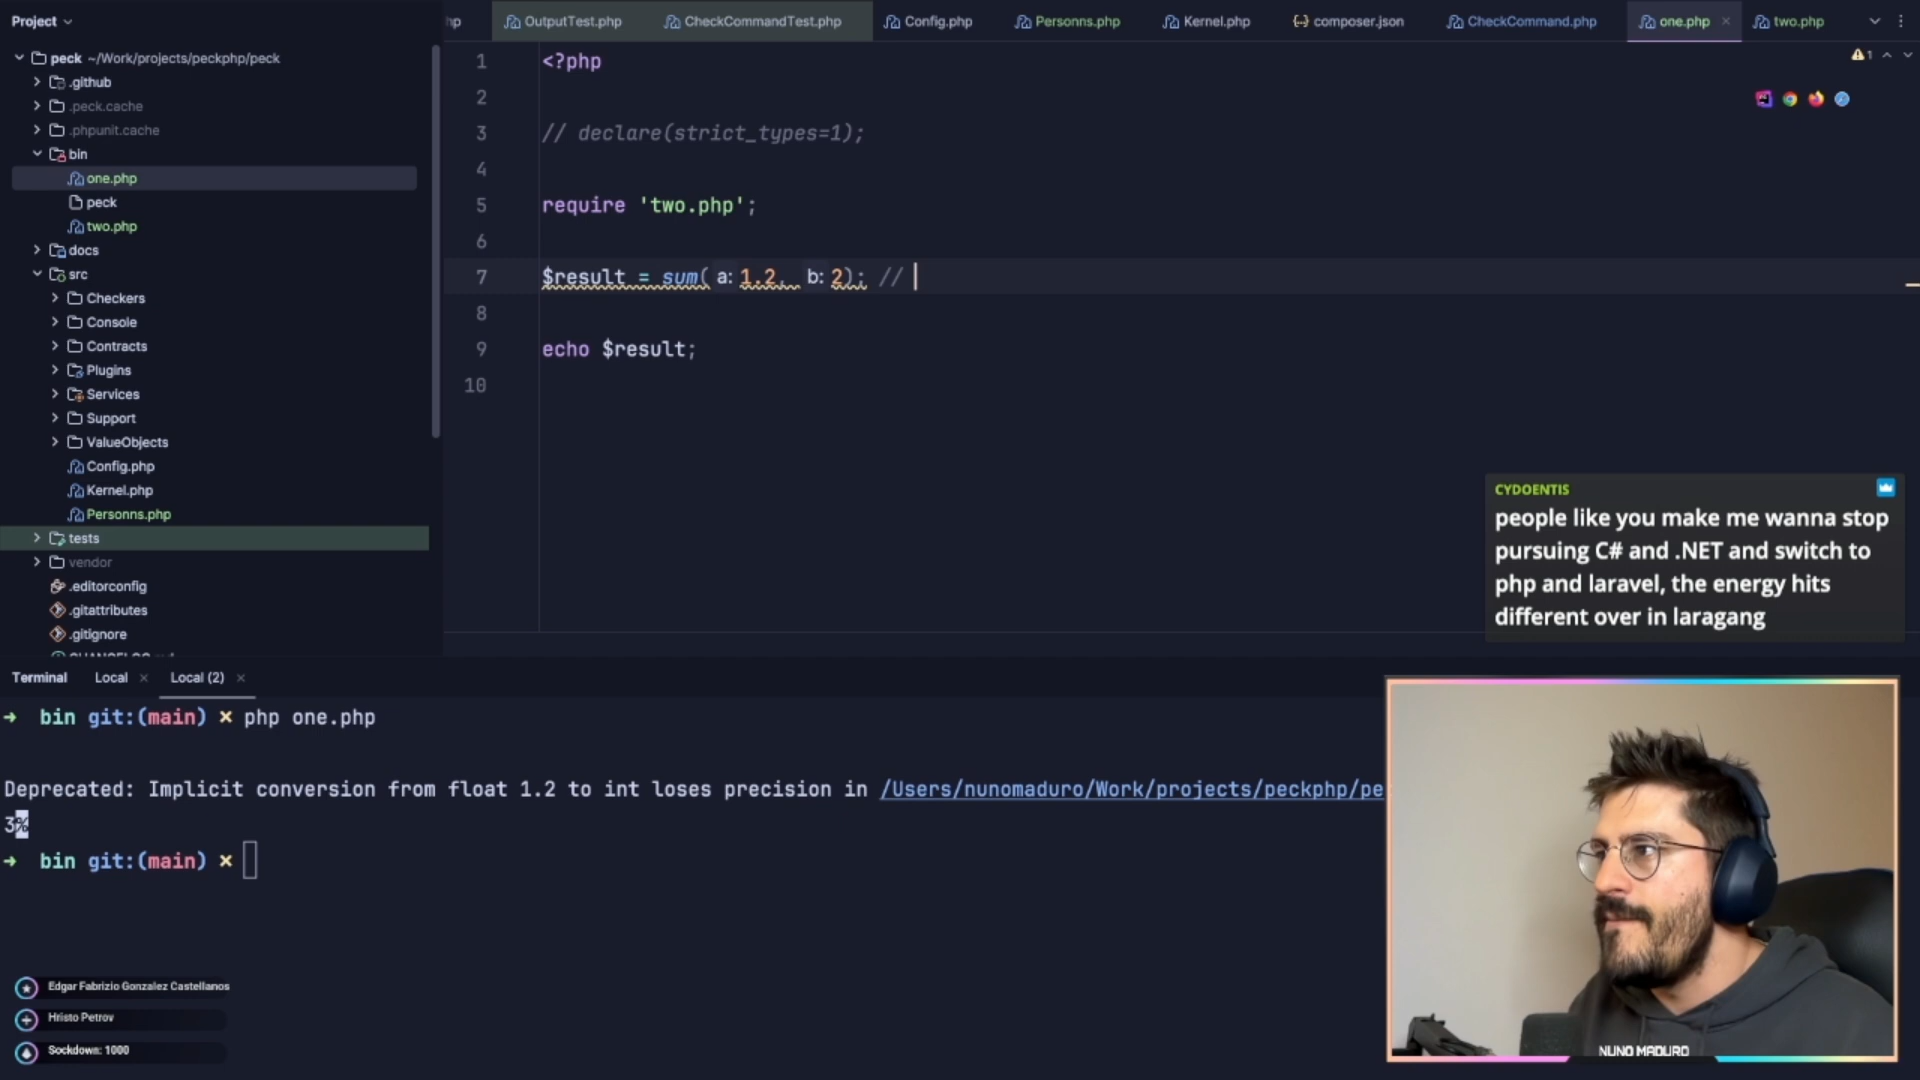 Project
peck ~/Work/projects/peckphp/peck
.github
.peck.cache
.phpunit.cache
bin
one.php
peck
two.php
docs
src
Checkers
Console
Contracts
Plugins
Services
Support
ValueObjects
Config.php
Kernel.php
Personns.php
tests
vendor
.editorconfig
.gitattributes
.gitignore
hp OutputTest.php CheckCommandTest.php Config.php Personns.php Kernel.php composer.json CheckCommand.php one.php two.php
1 <?php
2
3 // declare(strict_types=1);
4
5 require 'two.php';
6
7 $result = sum( a: 1.2, b: 2); //
8
9 echo $result;
10
1
CYDOENTIS
people like you make me wanna stop
pursuing C# and .NET and switch to
php and laravel, the energy hits
different over in laragang
Terminal Local Local (2)
→ bin git:(main) × php one.php
Deprecated: Implicit conversion from float 1.2 to int loses precision in /Users/nunomaduro/Work/projects/peckphp/pe
3%
→ bin git:(main) ×
Edgar Fabrizio Gonzalez Castellanos
Hristo Petrov
Sockdown: 1000
NUNO MADURO